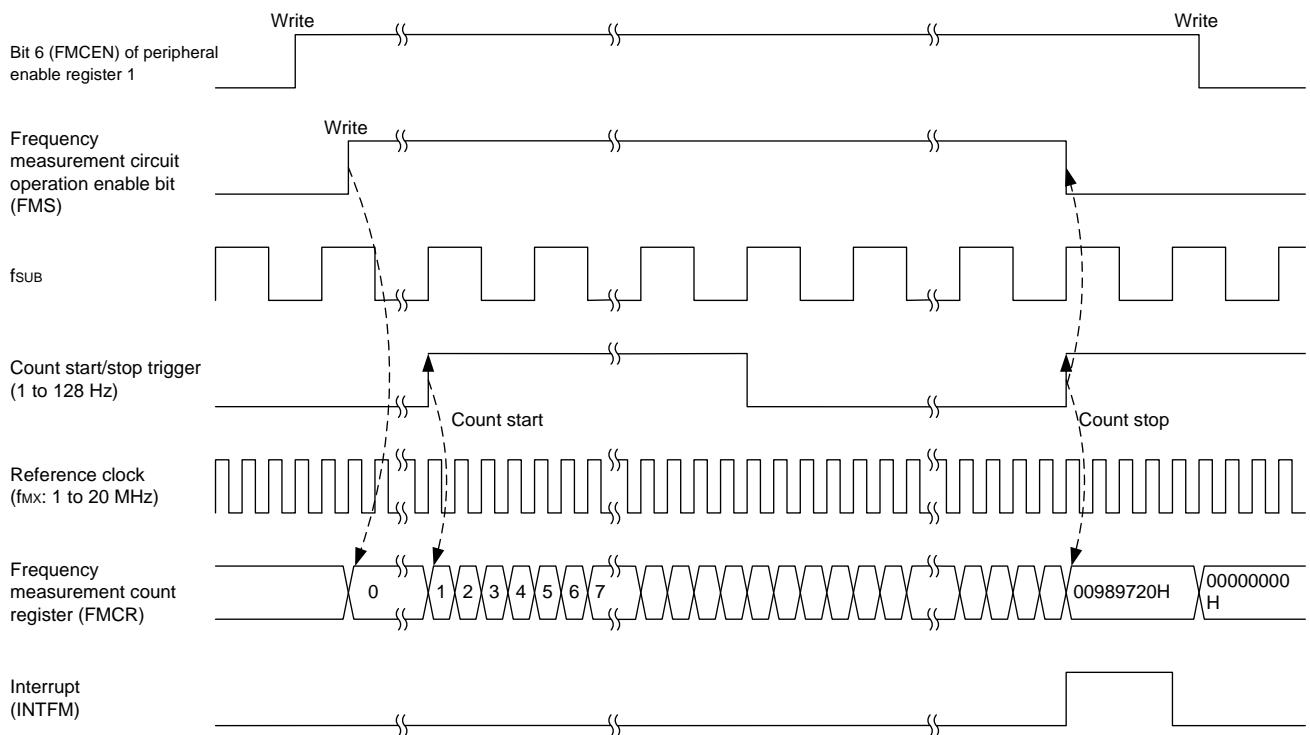 Write
Write
Bit 6 (FMCEN) of peripheral
enable register 1
Write
Frequency
measurement circuit
operation enable bit
(FMS)
fSUB
Count start/stop trigger
(1 to 128 Hz)
Count start
Count stop
Reference clock
(fMX: 1 to 20 MHz)
Frequency
measurement count
register (FMCR)
0 1 2 3 4 5 6 7 00989720H 00000000
H
Interrupt
(INTFM)